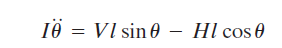 Iθ̈ = Vl sin θ − Hl cos θ